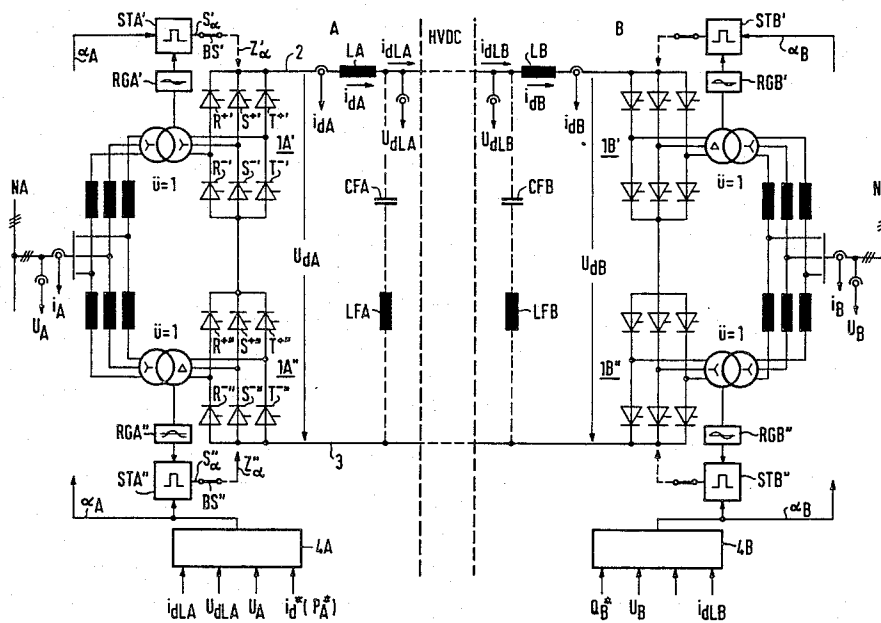 STA' S'α A HVDC B STB'
BS' Z'α 2 LA idLA idLB LB
αA αB
RGA' idA idA idB idB RGB'
R+' S+' T+' UdLA UdLB
1A' 1B'
ü=1 R-' S-' T-' ü=1
NA CFA CFB N
UdA UdB
iA iB
UA LFA LFB UB
ü=1 R+" S+" T+" ü=1
1A" 1B"
R-" S-" T-"
RGA" RGB"
S"α Z"α 3
STA" BS" STB"
αA αB
4A 4B
idLA UdLA UA id*(PA*) QB* UB idLB